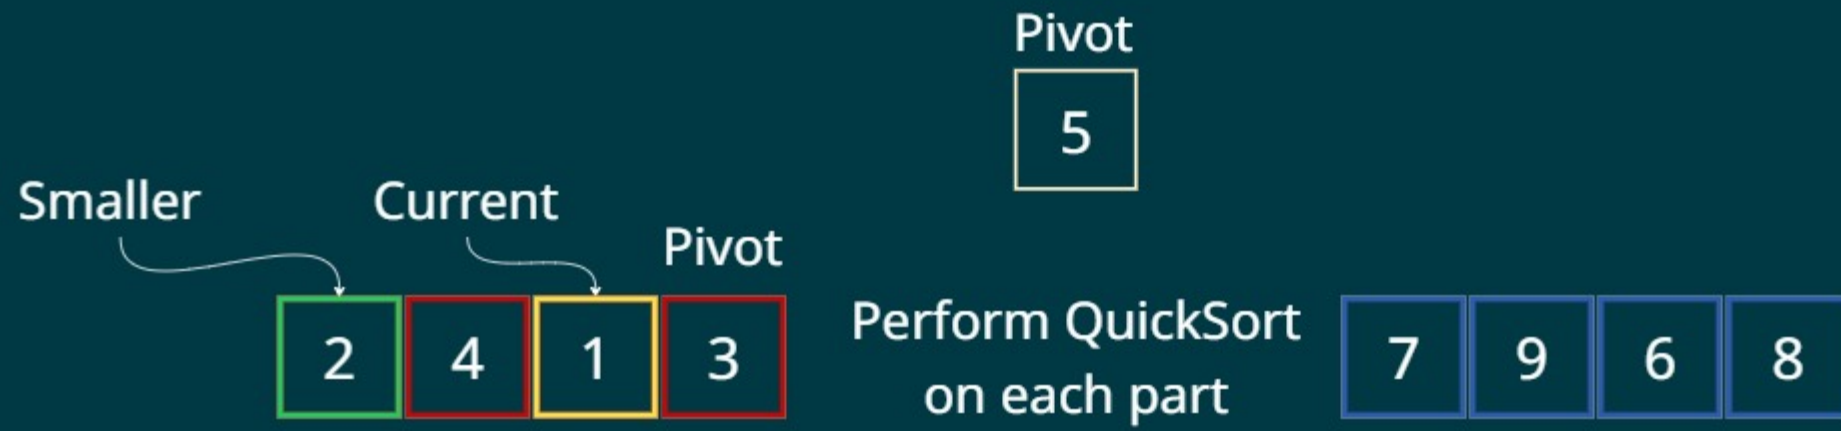 Pivot
5
Smaller
Current
Pivot
2 4 1 3
Perform QuickSort
on each part
7 9 6 8